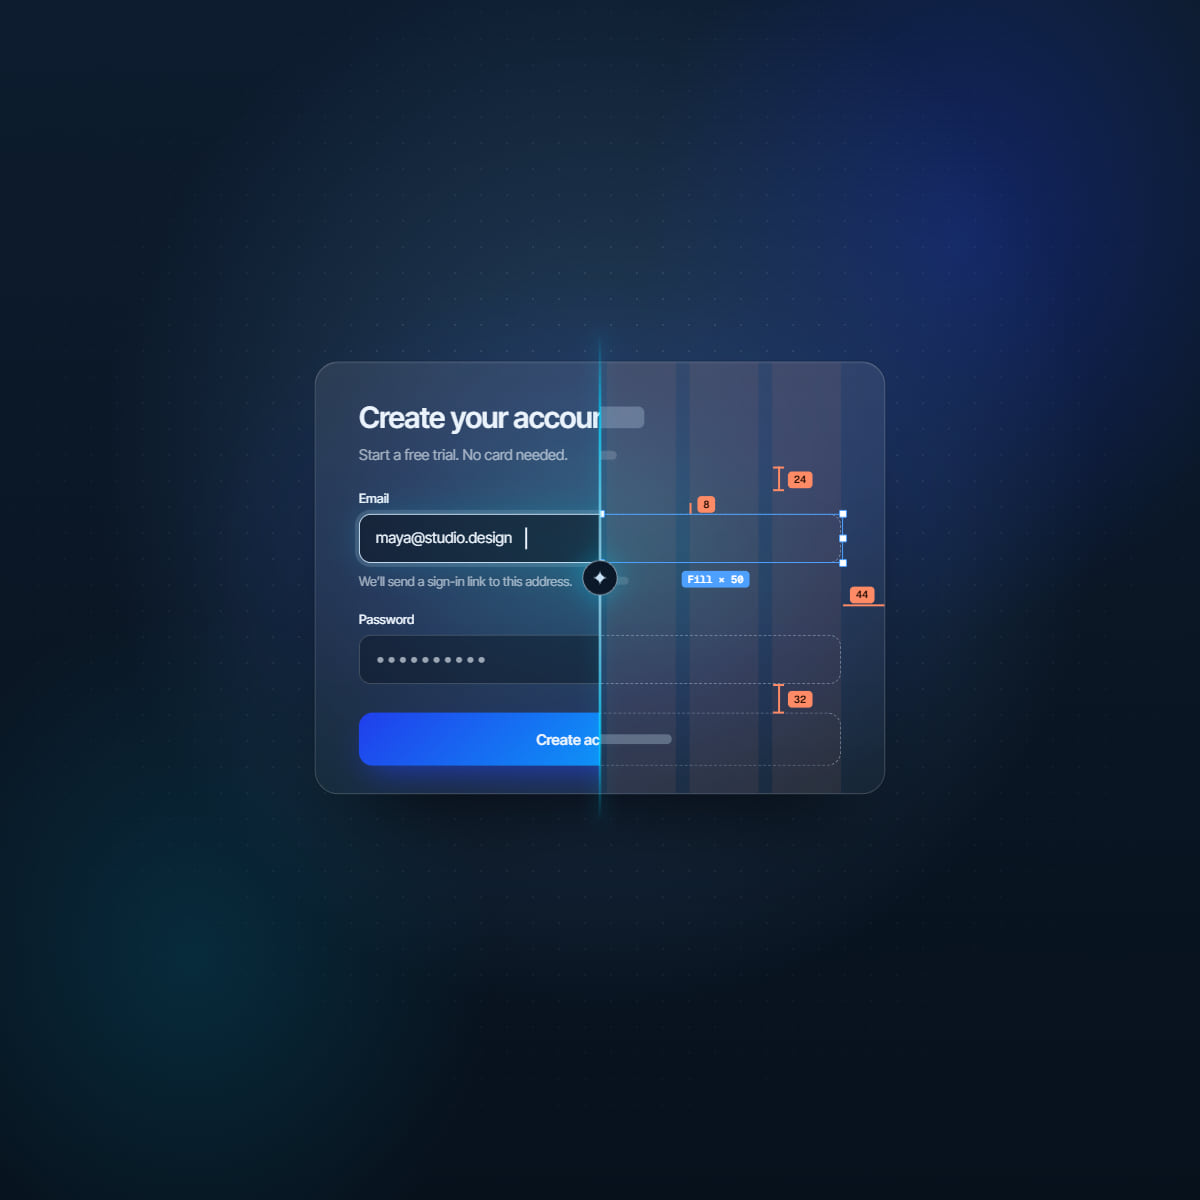 Create your accour
Start a free trial. No card needed.
24
Email
8
maya@studio.design
We'll send a sign-in link to this address.
Fill × 50
44
Password
32
Create ac